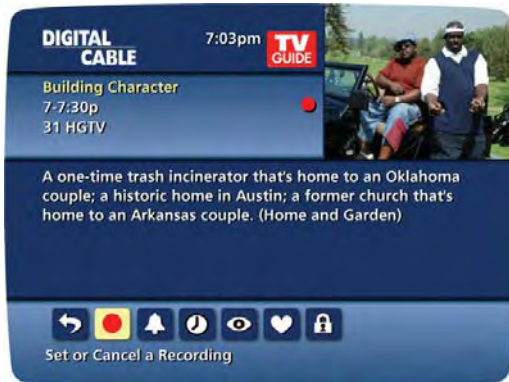 DIGITAL
CABLE
7:03pm
TV
GUIDE
Building Character
7-7:30p
31 HGTV
A one-time trash incinerator that's home to an Oklahoma
couple; a historic home in Austin; a former church that's
home to an Arkansas couple. (Home and Garden)
Set or Cancel a Recording